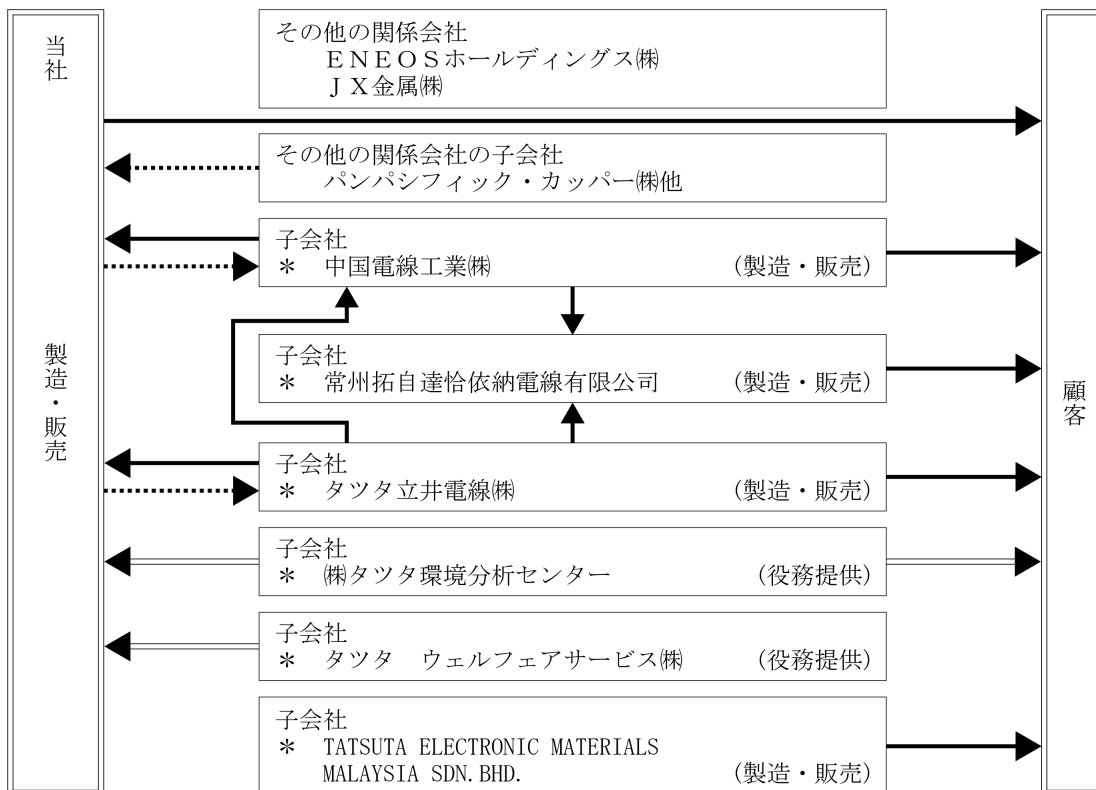 当社
製造・販売
その他の関係会社
ＥＮＥＯＳホールディングス㈱
ＪＸ金属㈱
その他の関係会社の子会社
パンパシフィック・カッパー㈱他
子会社
＊ 中国電線工業㈱ (製造・販売)
子会社
＊ 常州拓自達恰依納電線有限公司 (製造・販売)
子会社
＊ タツタ立井電線㈱ (製造・販売)
子会社
＊ ㈱タツタ環境分析センター (役務提供)
子会社
＊ タツタ　ウェルフェアサービス㈱ (役務提供)
子会社
＊ TATSUTA ELECTRONIC MATERIALS
MALAYSIA SDN.BHD. (製造・販売)
顧客